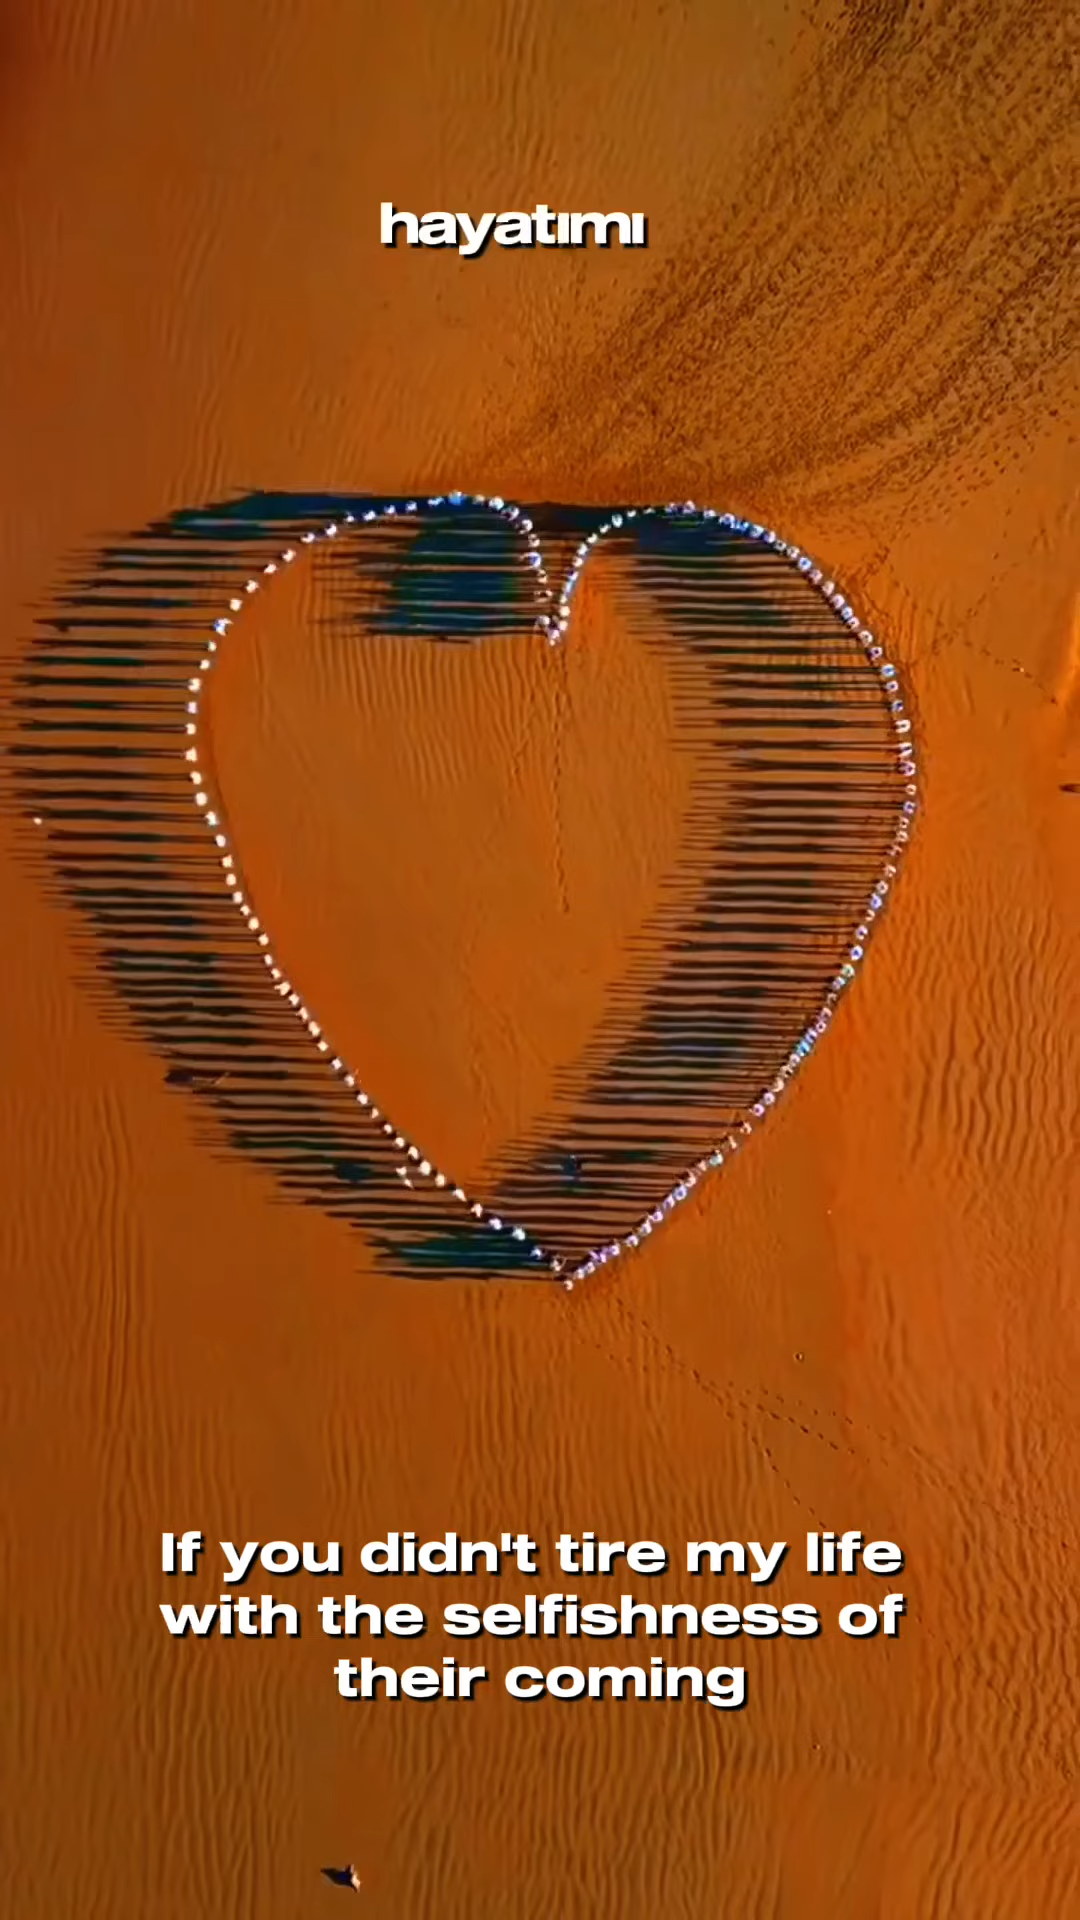 hayatımı
If you didn't tire my life
with the selfishness of
their coming